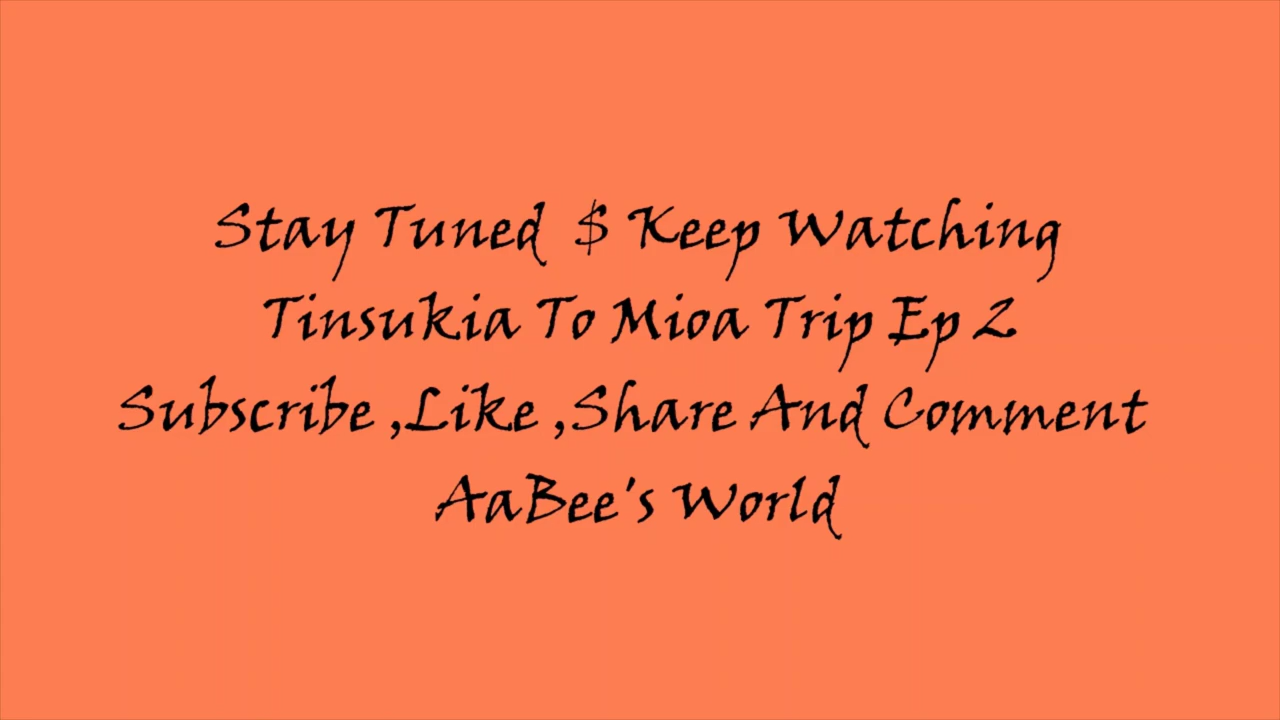 Stay Tuned $ Keep Watching
Tinsukia To Mioa Trip Ep 2
Subscribe ,Like ,Share And Comment
AaBee's World